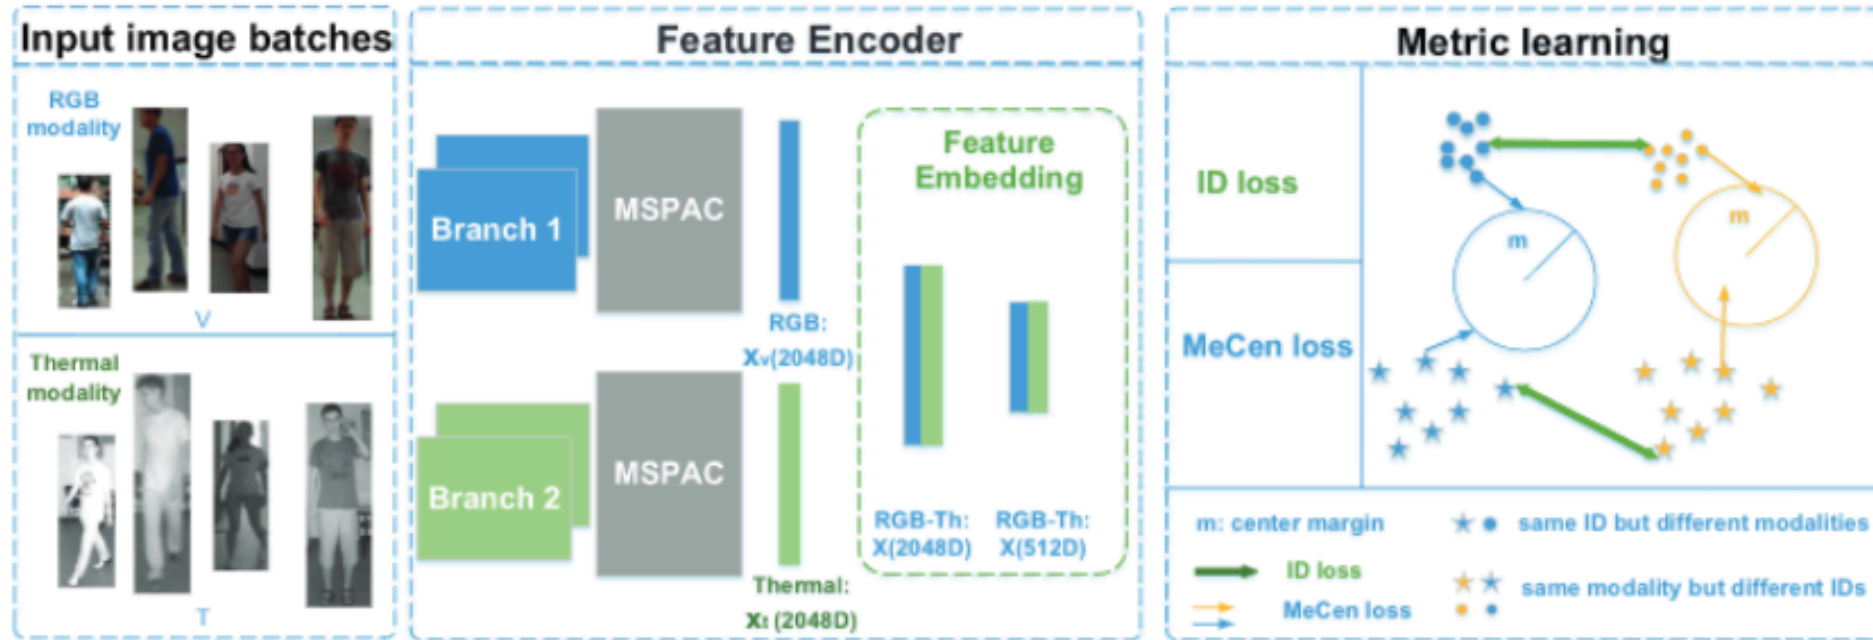 Input image batches
RGB
modality
V
Thermal
modality
T
Feature Encoder
Branch 1
MSPAC
RGB:
Xv(2048D)
Branch 2
MSPAC
Thermal:
Xt (2048D)
Feature
Embedding
RGB-Th:
X(2048D)
RGB-Th:
X(512D)
Metric learning
ID loss
MeCen loss
m
m
m: center margin
ID loss
MeCen loss
same ID but different modalities
same modality but different IDs